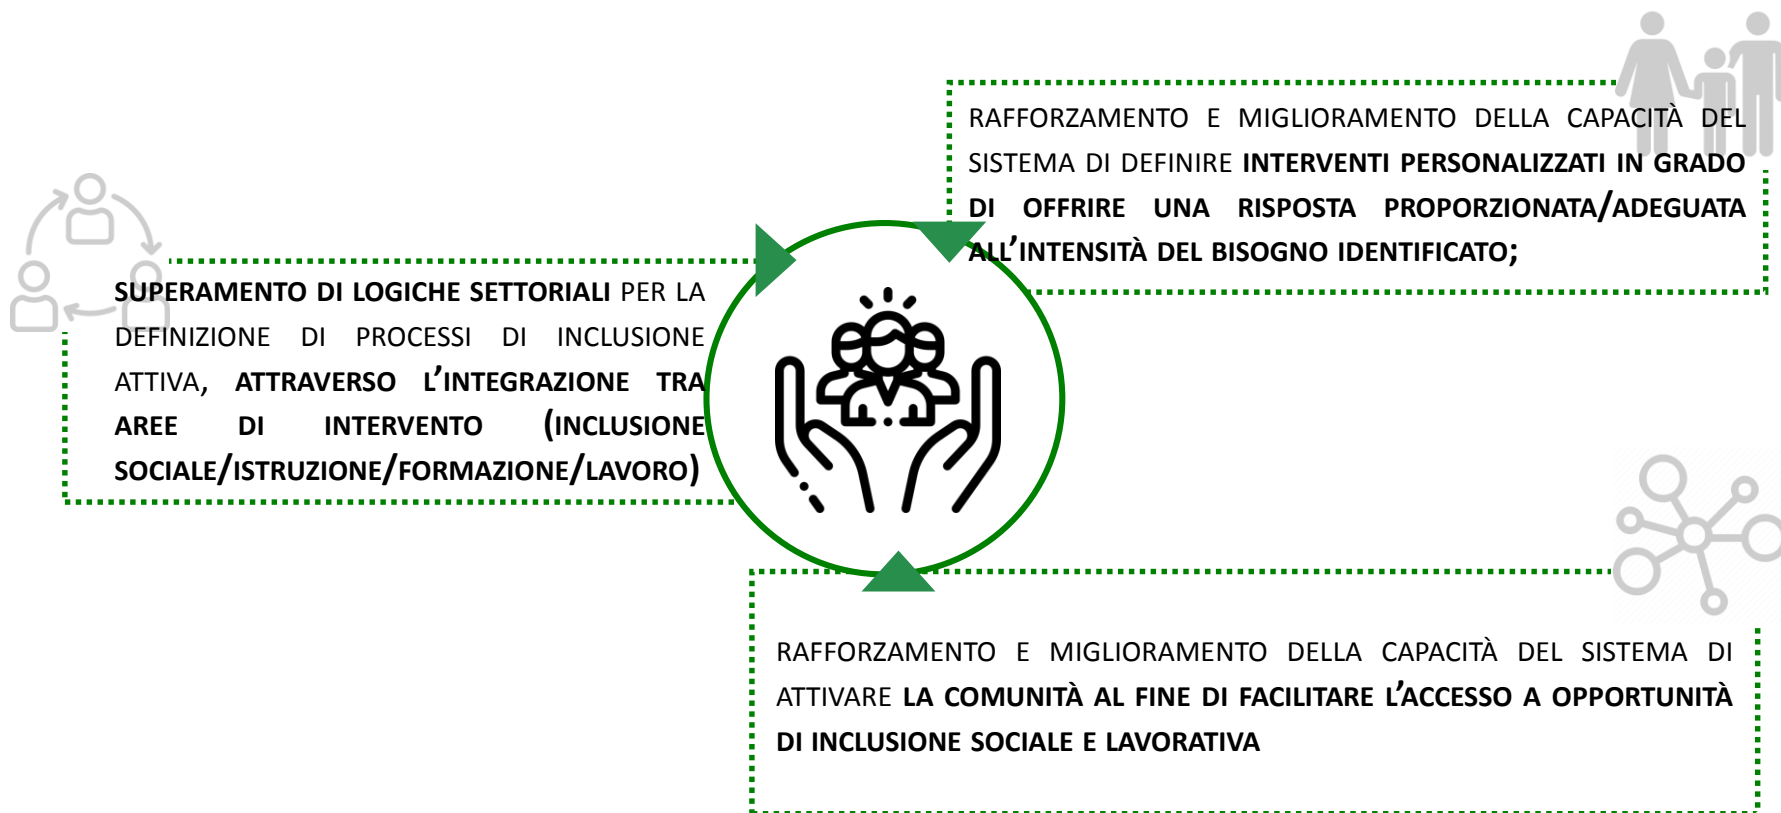 RAFFORZAMENTO E MIGLIORAMENTO DELLA CAPACITÀ DEL
SISTEMA DI DEFINIRE INTERVENTI PERSONALIZZATI IN GRADO
DI OFFRIRE UNA RISPOSTA PROPORZIONATA/ADEGUATA
ALL’INTENSITÀ DEL BISOGNO IDENTIFICATO;
SUPERAMENTO DI LOGICHE SETTORIALI PER LA
DEFINIZIONE DI PROCESSI DI INCLUSIONE
ATTIVA, ATTRAVERSO L’INTEGRAZIONE TRA
AREE DI INTERVENTO (INCLUSIONE
SOCIALE/ISTRUZIONE/FORMAZIONE/LAVORO)
RAFFORZAMENTO E MIGLIORAMENTO DELLA CAPACITÀ DEL SISTEMA DI
ATTIVARE LA COMUNITÀ AL FINE DI FACILITARE L’ACCESSO A OPPORTUNITÀ
DI INCLUSIONE SOCIALE E LAVORATIVA